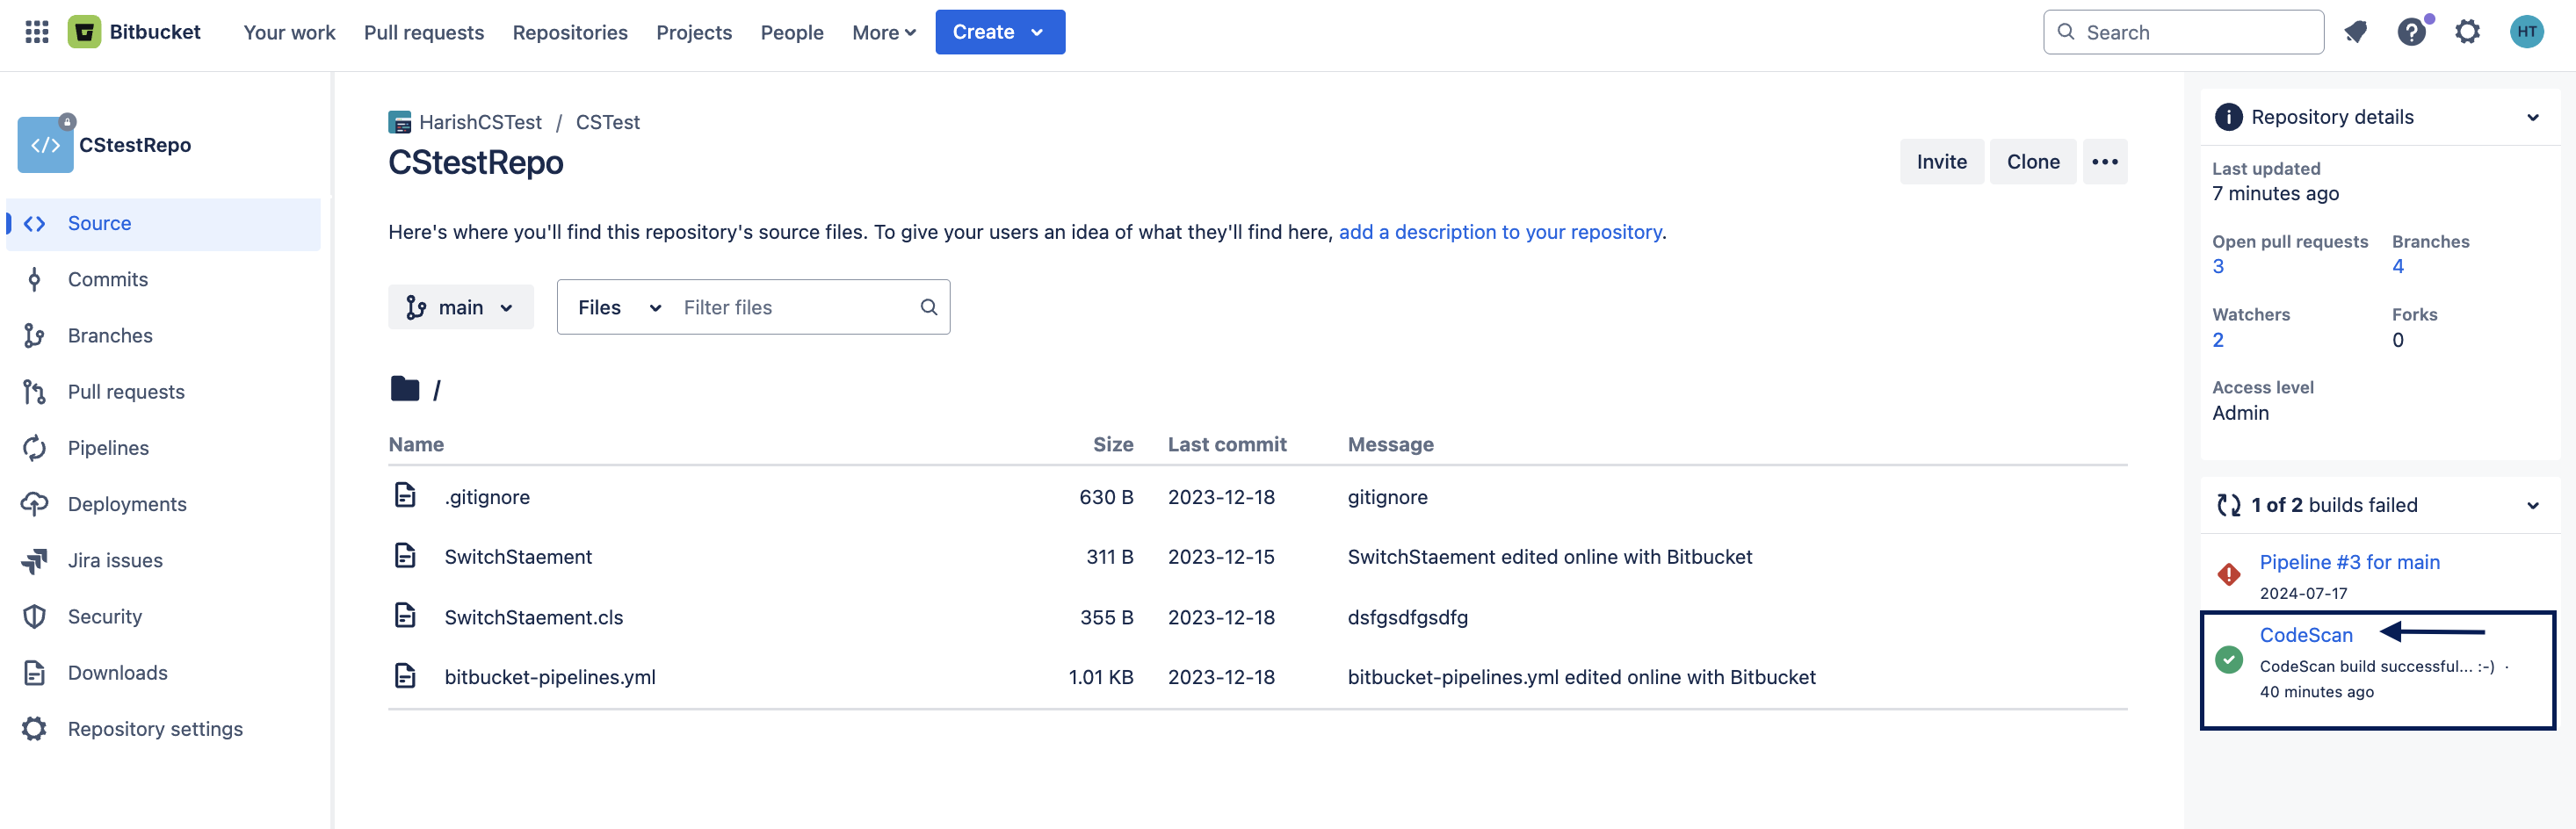 Bitbucket Your work Pull requests Repositories Projects People More Create Search HT
CStestRepo
Source
Commits
Branches
Pull requests
Pipelines
Deployments
Jira issues
Security
Downloads
Repository settings
HarishCSTest / CSTest
CStestRepo
Invite Clone
Here's where you'll find this repository's source files. To give your users an idea of what they'll find here, add a description to your repository.
main Files Filter files
/
Name Size Last commit Message
.gitignore 630 B 2023-12-18 gitignore
SwitchStaement 311 B 2023-12-15 SwitchStaement edited online with Bitbucket
SwitchStaement.cls 355 B 2023-12-18 dsfgsdfgsdfg
bitbucket-pipelines.yml 1.01 KB 2023-12-18 bitbucket-pipelines.yml edited online with Bitbucket
Repository details
Last updated
7 minutes ago
Open pull requests Branches
3 4
Watchers Forks
2 0
Access level
Admin
1 of 2 builds failed
Pipeline #3 for main
2024-07-17
CodeScan
CodeScan build successful... :-) ·
40 minutes ago